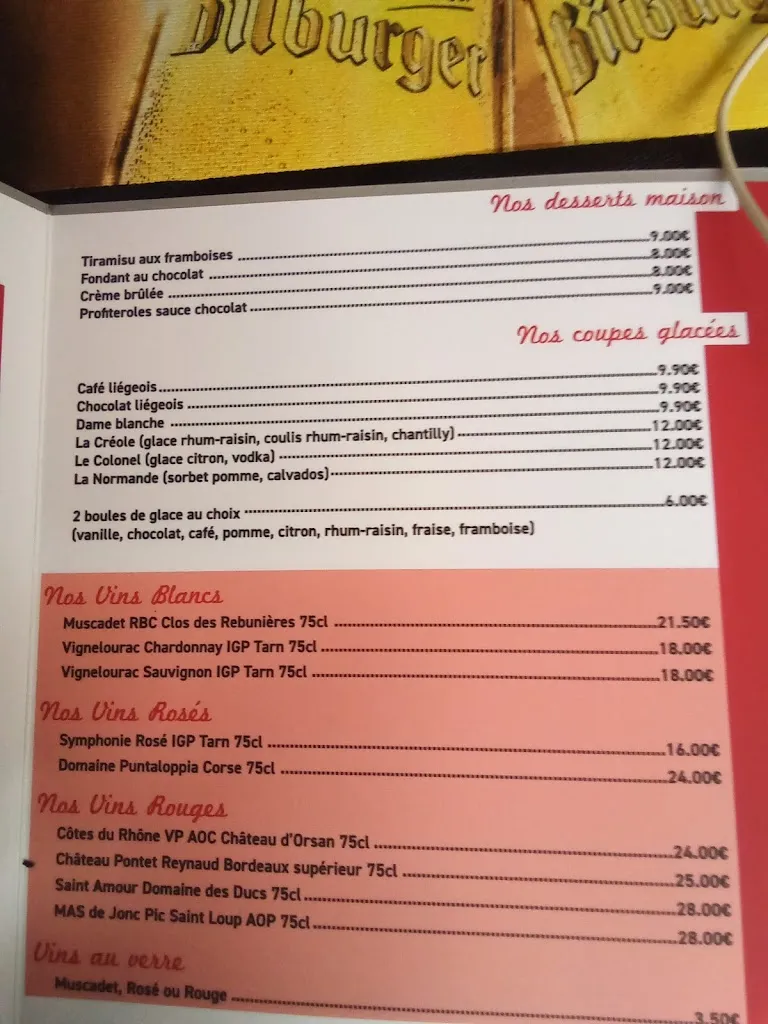 Bitburger Bitburger
Nos desserts maison
Tiramisu aux framboises 9.00€
Fondant au chocolat 8.00€
Crème brûlée 8.00€
Profiteroles sauce chocolat 9.00€
Nos coupes glacées
Café liégeois 9.90€
Chocolat liégeois 9.90€
Dame blanche 9.90€
La Créole (glace rhum-raisin, coulis rhum-raisin, chantilly) 12.00€
Le Colonel (glace citron, vodka) 12.00€
La Normande (sorbet pomme, calvados) 12.00€
2 boules de glace au choix 6.00€
(vanille, chocolat, café, pomme, citron, rhum-raisin, fraise, framboise)
Nos Vins Blancs
Muscadet RBC Clos des Rebunières 75cl 21.50€
Vignelourac Chardonnay IGP Tarn 75cl 18.00€
Vignelourac Sauvignon IGP Tarn 75cl 18.00€
Nos Vins Rosés
Symphonie Rosé IGP Tarn 75cl 16.00€
Domaine Puntaloppia Corse 75cl 24.00€
Nos Vins Rouges
Côtes du Rhône VP AOC Château d'Orsan 75cl 24.00€
Château Pontet Reynaud Bordeaux supérieur 75cl 25.00€
Saint Amour Domaine des Ducs 75cl 28.00€
MAS de Jonc Pic Saint Loup AOP 75cl 28.00€
Vins au verre
Muscadet, Rosé ou Rouge 3.50€